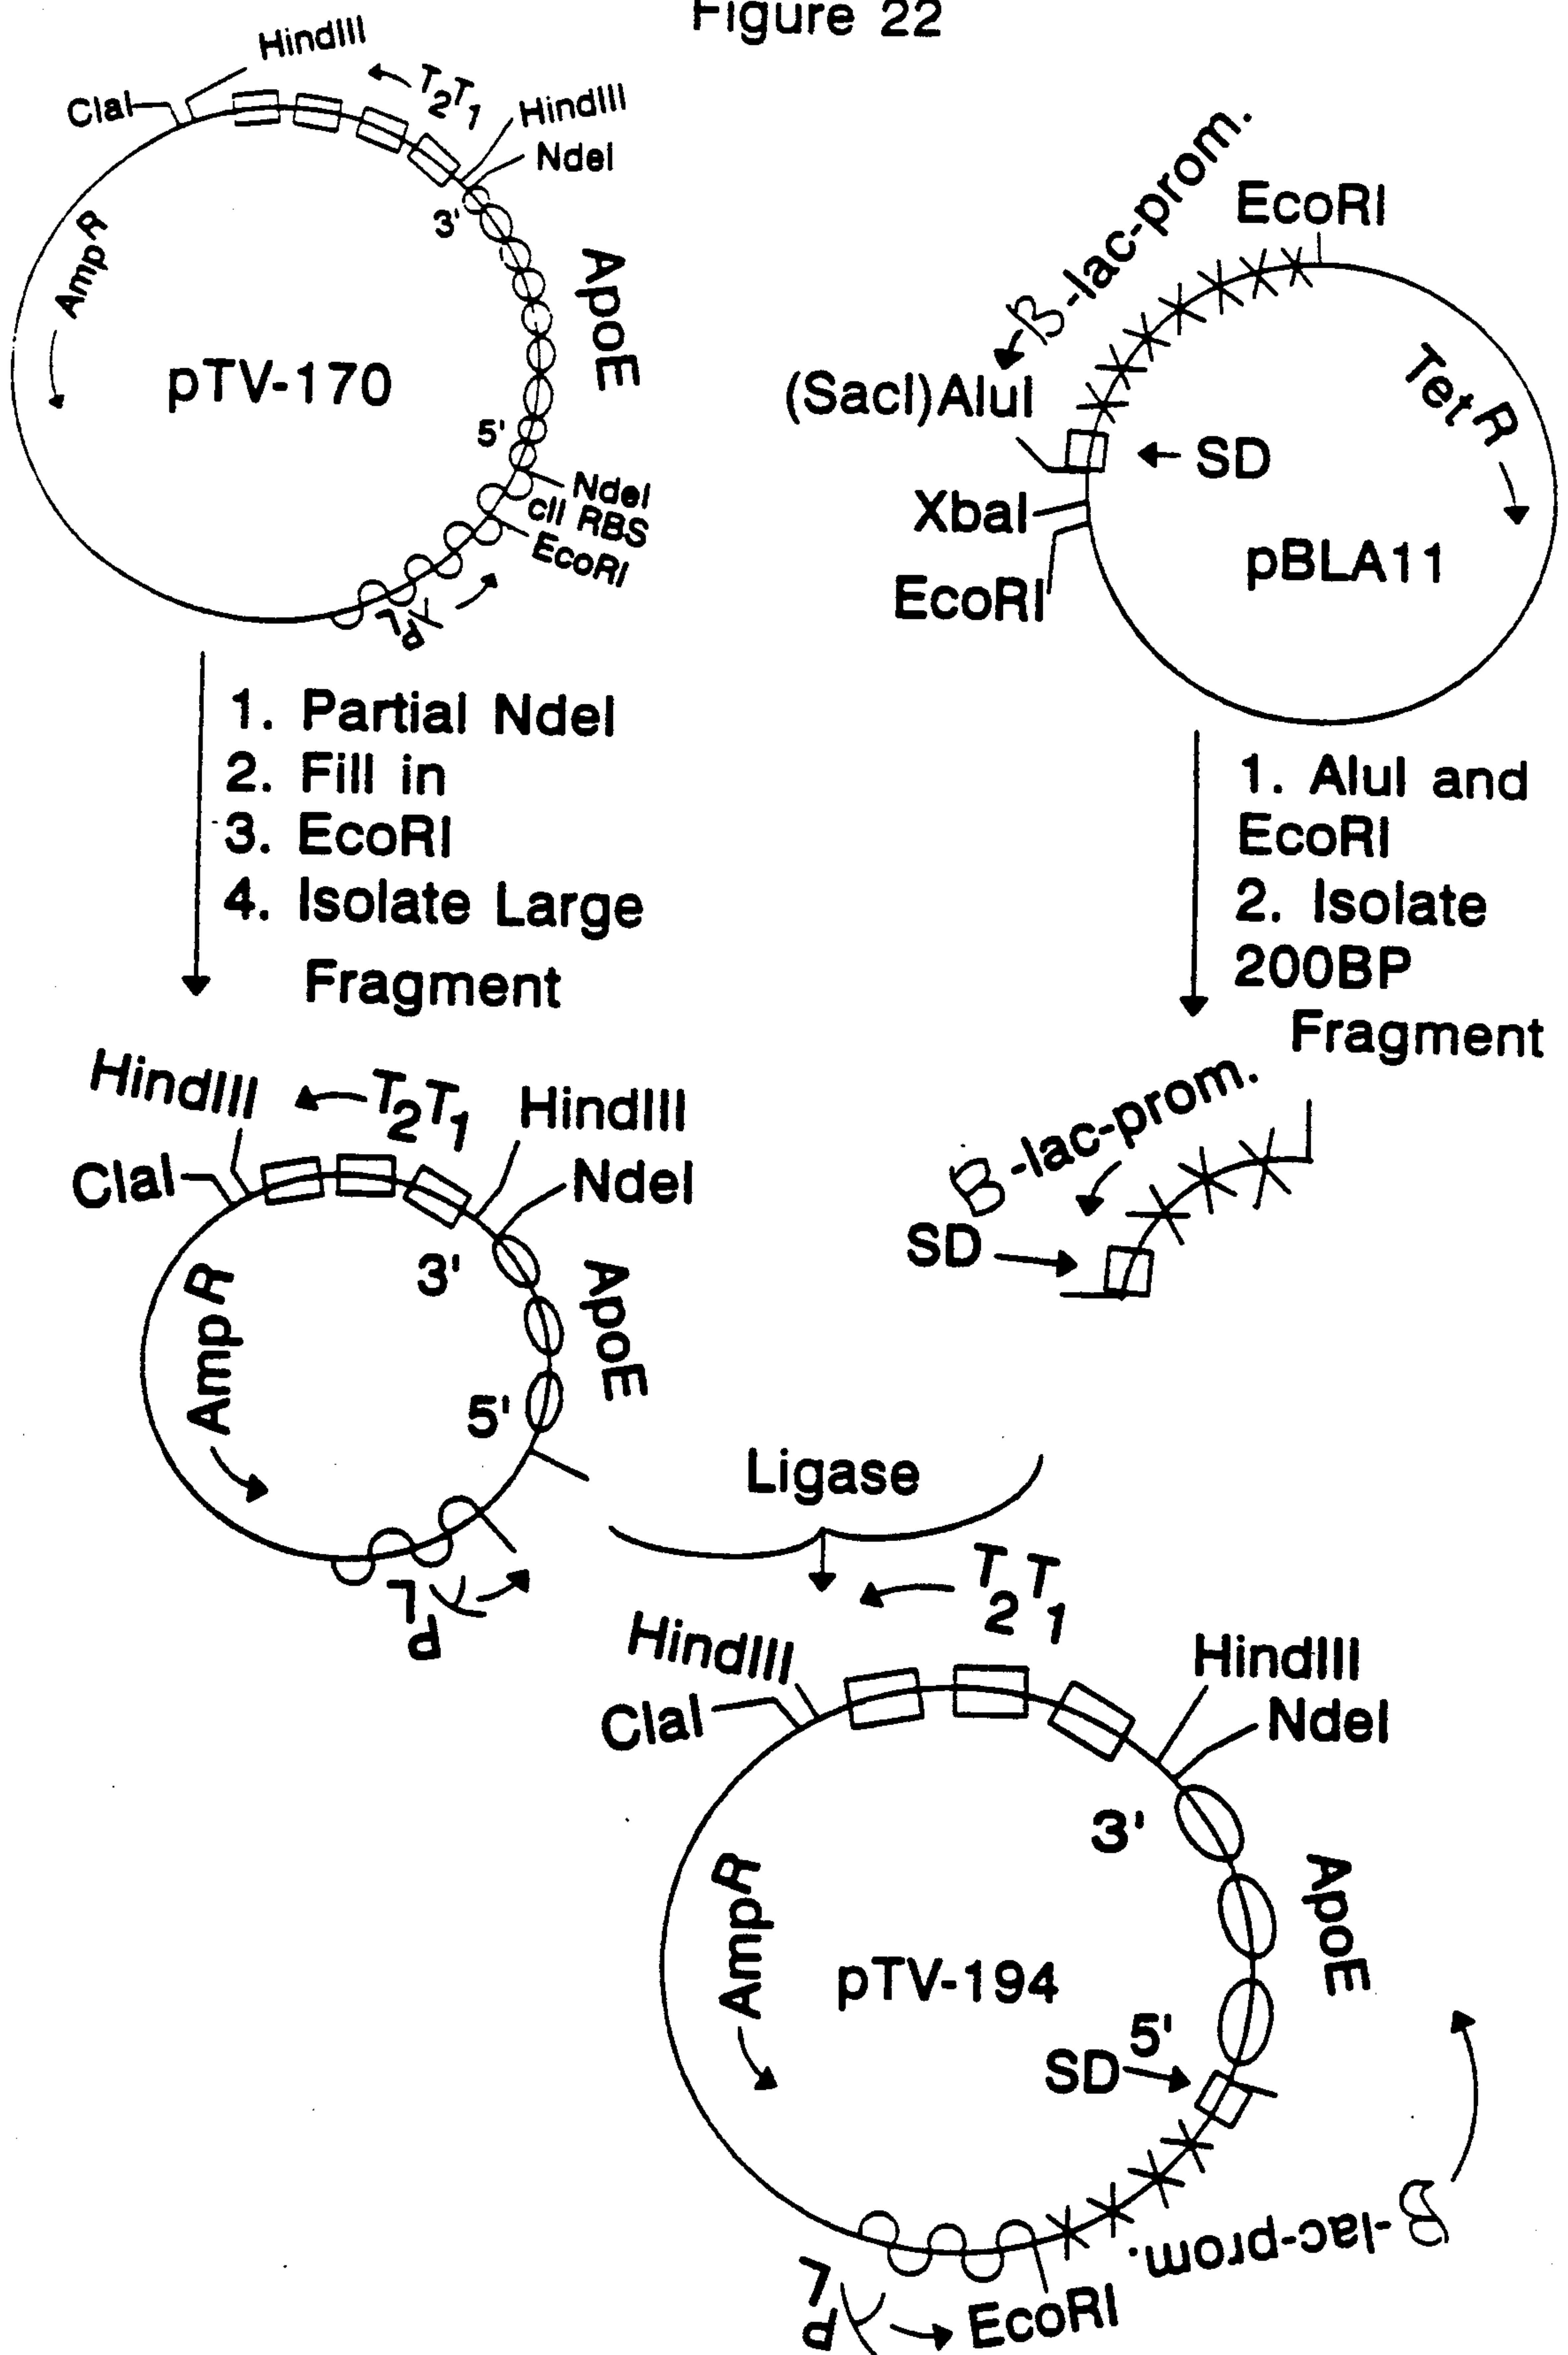 Figure 22
HindIII
ClaI
T2T1
HindIII
NdeI
3'
AmpR
ApoE
pTV-170
5'
NdeI
cII RBS
EcoRI
λPL
β-lac-prom.
EcoRI
(SacI)AluI
TetR
SD
XbaI
pBLA11
EcoRI
1. Partial NdeI
2. Fill in
3. EcoRI
4. Isolate Large
Fragment
1. AluI and
EcoRI
2. Isolate
200BP
Fragment
HindIII
T2T1
HindIII
ClaI
NdeI
3'
ApoE
AmpR
5'
λPL
β-lac-prom.
SD
Ligase
T2T1
HindIII
HindIII
ClaI
NdeI
3'
AmpR
ApoE
pTV-194
5'
SD
β-lac-prom.
λPL
EcoRI